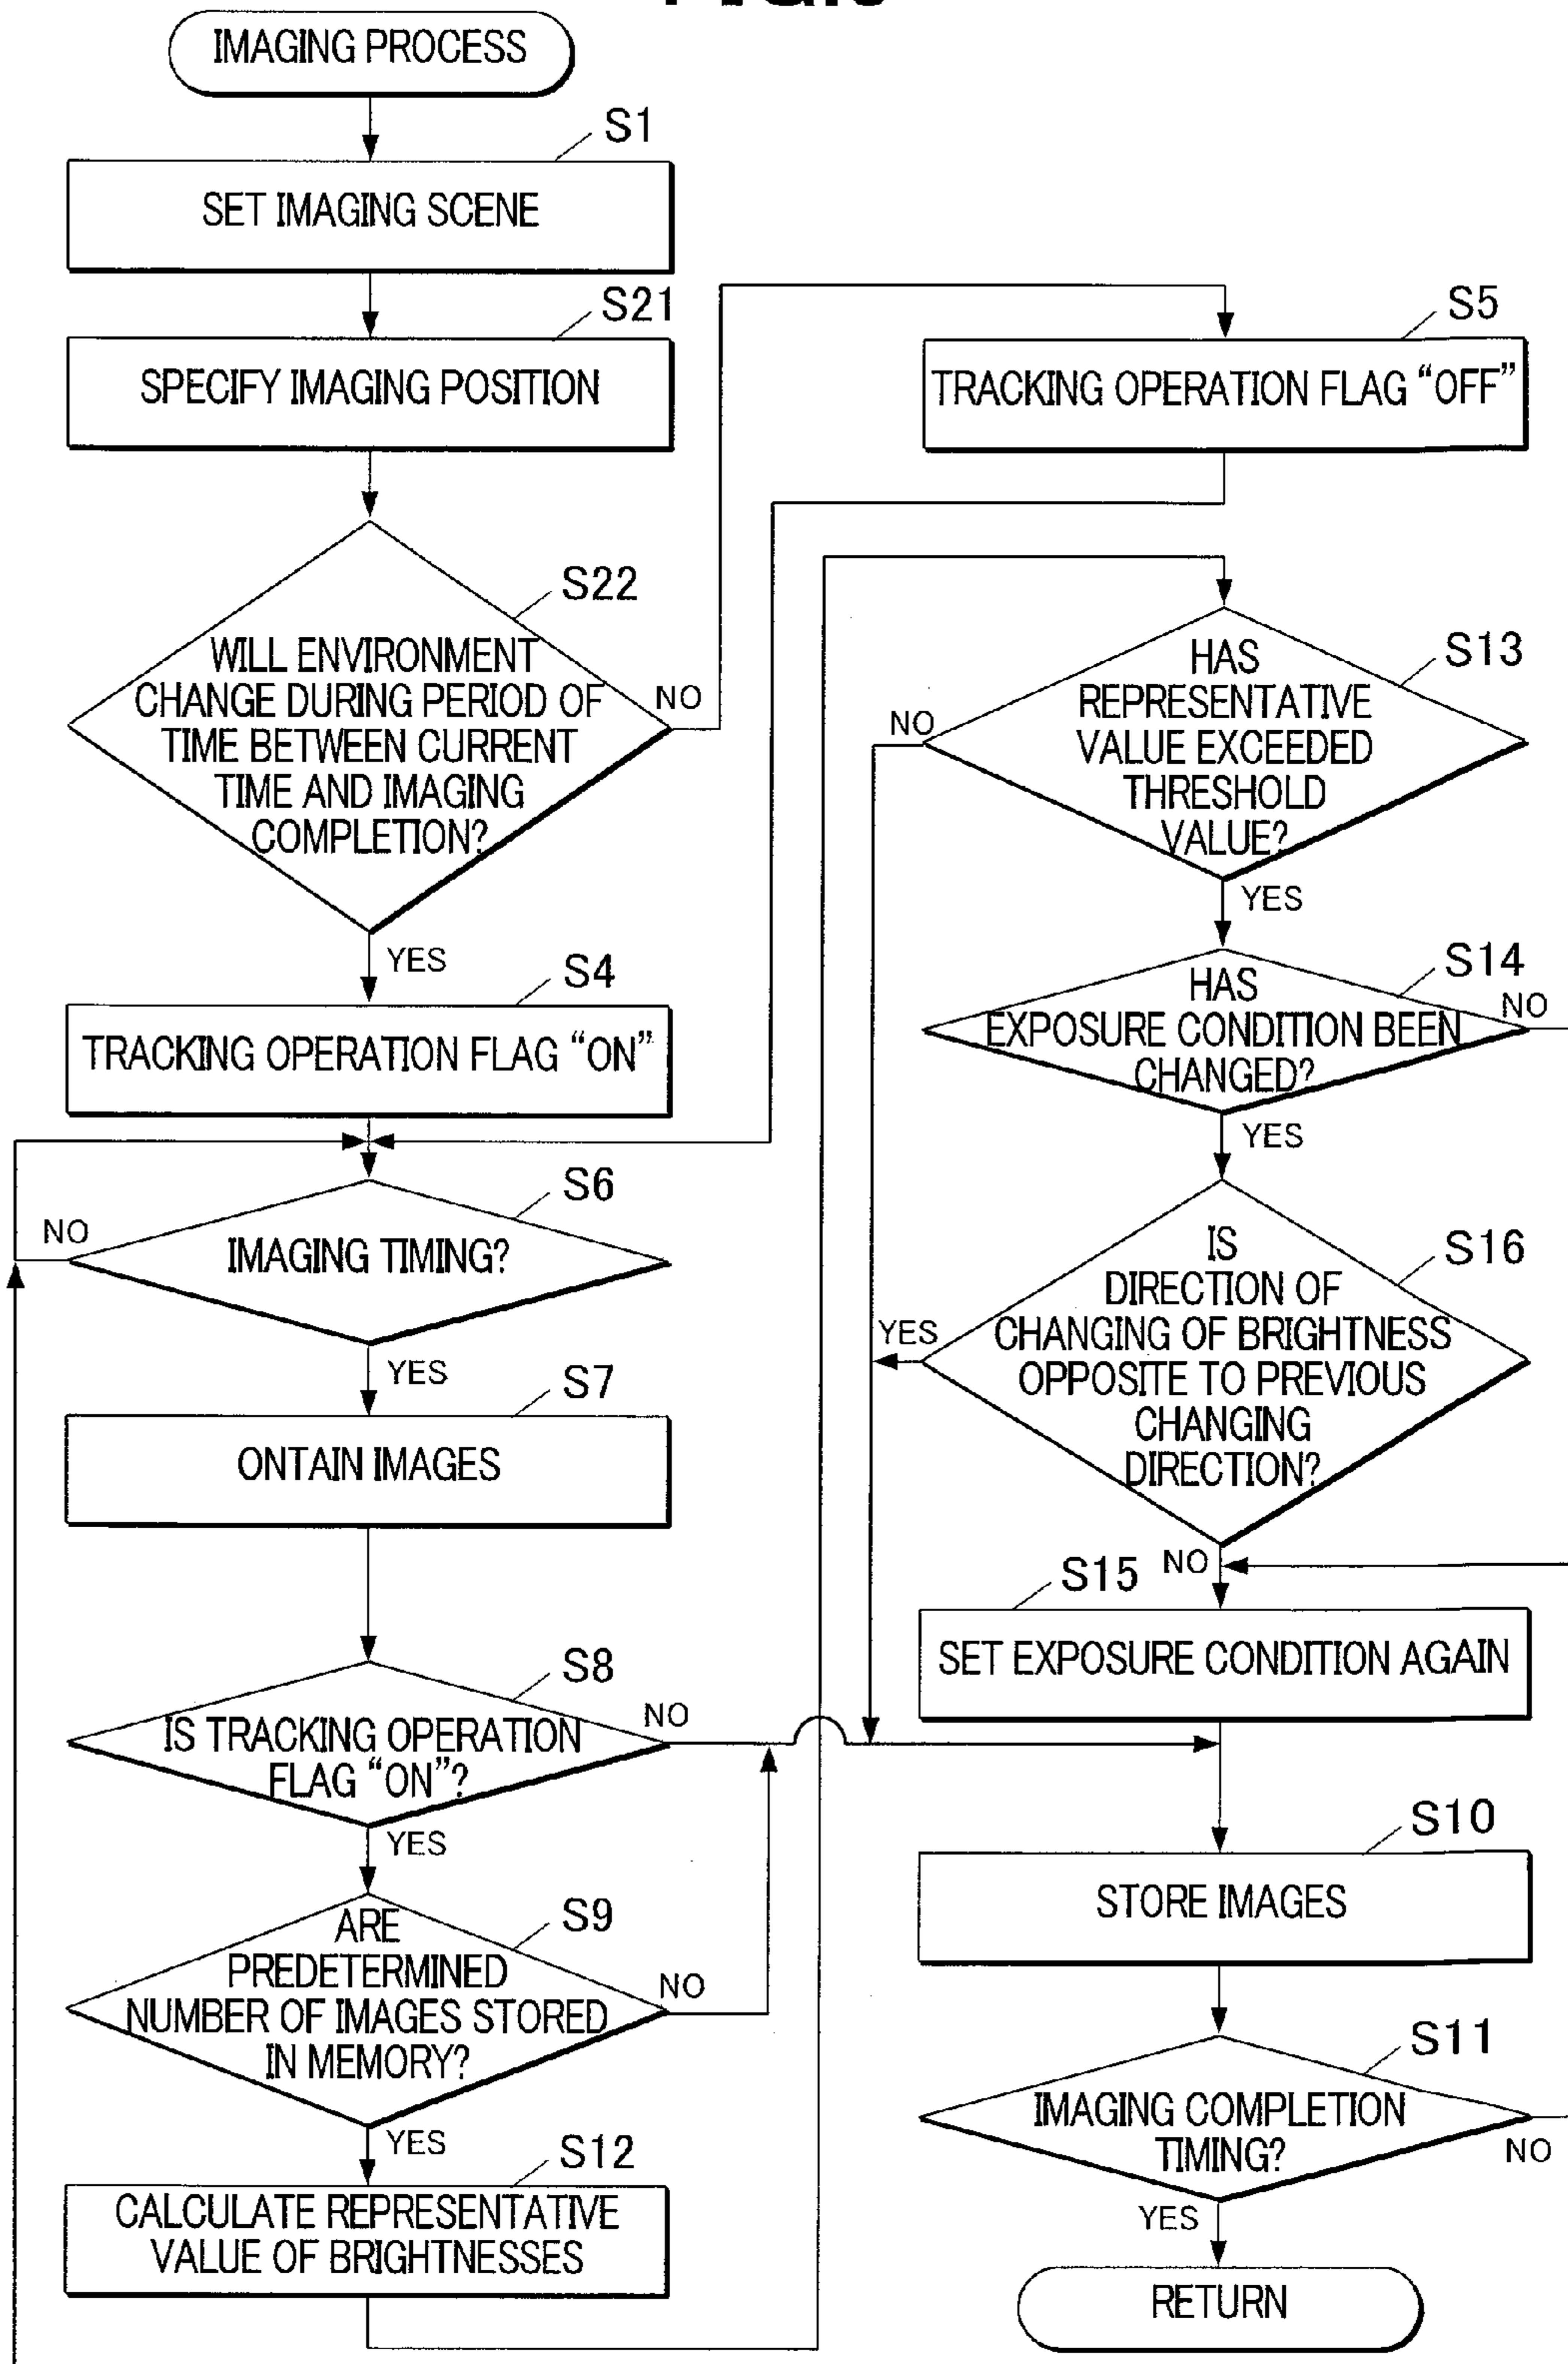 IMAGING PROCESS
S1
SET IMAGING SCENE
S21
SPECIFY IMAGING POSITION
S22
WILL ENVIRONMENT
CHANGE DURING PERIOD OF
TIME BETWEEN CURRENT
TIME AND IMAGING
COMPLETION?
NO
YES
S4
TRACKING OPERATION FLAG “ON”
S6
NO
IMAGING TIMING?
YES
S7
ONTAIN IMAGES
S8
IS TRACKING OPERATION
FLAG “ON”?
NO
YES
S9
ARE
PREDETERMINED
NUMBER OF IMAGES STORED
IN MEMORY?
NO
YES
S12
CALCULATE REPRESENTATIVE
VALUE OF BRIGHTNESSES
S5
TRACKING OPERATION FLAG “OFF”
S13
HAS
REPRESENTATIVE
VALUE EXCEEDED
THRESHOLD
VALUE?
NO
YES
S14
HAS
EXPOSURE CONDITION BEEN
CHANGED?
NO
YES
S16
IS
DIRECTION OF
CHANGING OF BRIGHTNESS
OPPOSITE TO PREVIOUS
CHANGING
DIRECTION?
YES
NO
S15
SET EXPOSURE CONDITION AGAIN
S10
STORE IMAGES
S11
IMAGING COMPLETION
TIMING?
NO
YES
RETURN